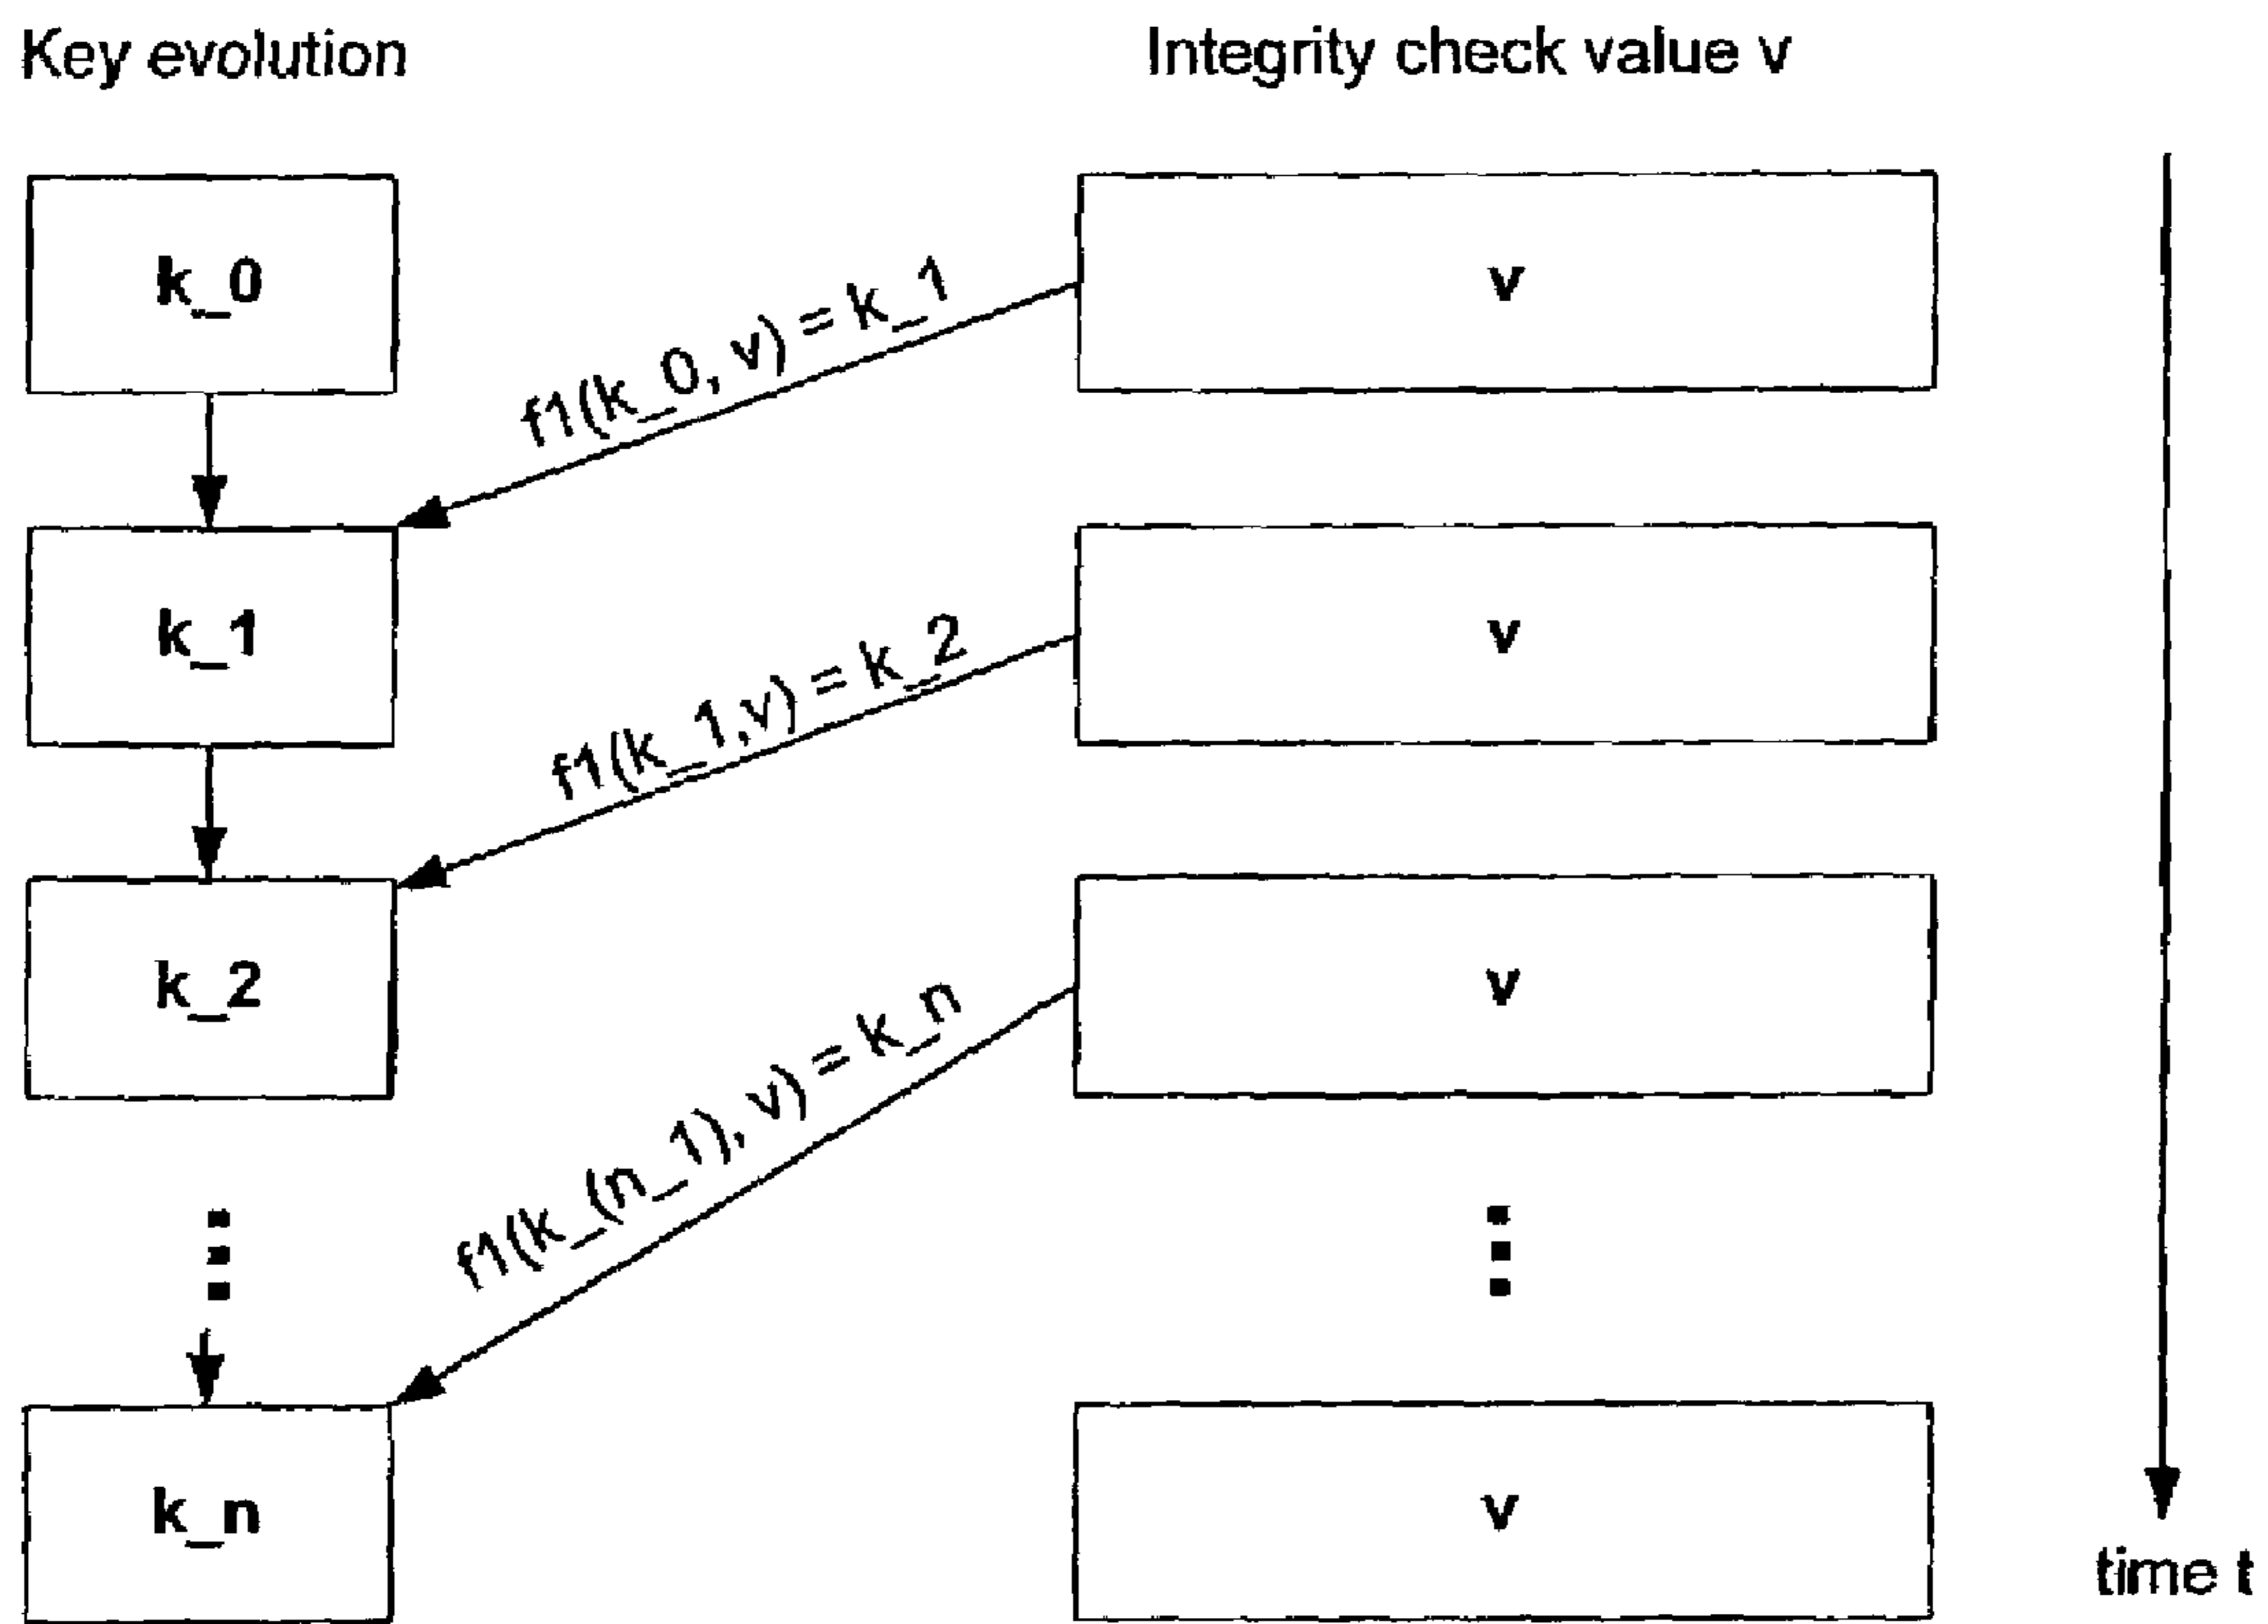 Key evolution
Integrity check value v
k_0
f1(k_0, v) = k_1
v
k_1
f1(k_1,v) = k_2
v
k_2
f1(k_(n_1), v) = k_n
v
k_n
v
time t